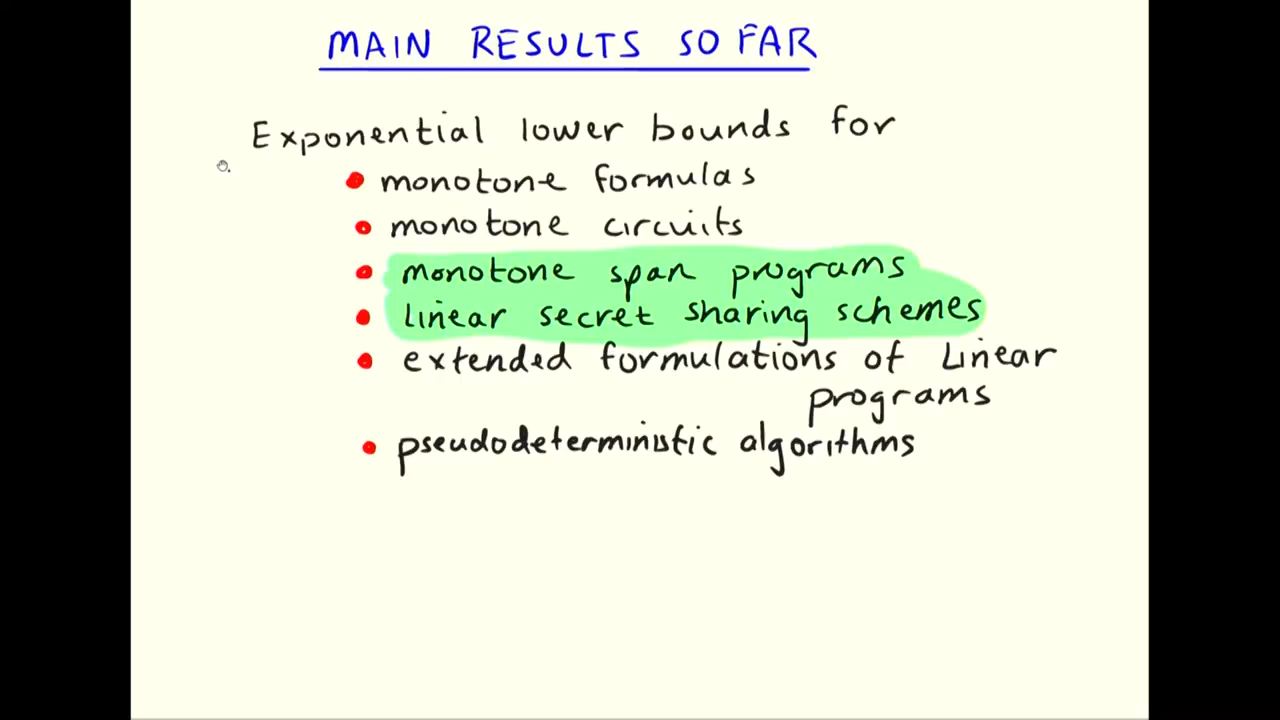 MAIN RESULTS SO FAR
Exponential lower bounds for
• monotone formulas
• monotone circuits
• monotone span programs
• linear secret sharing schemes
• extended formulations of Linear
programs
• pseudodeterministic algorithms